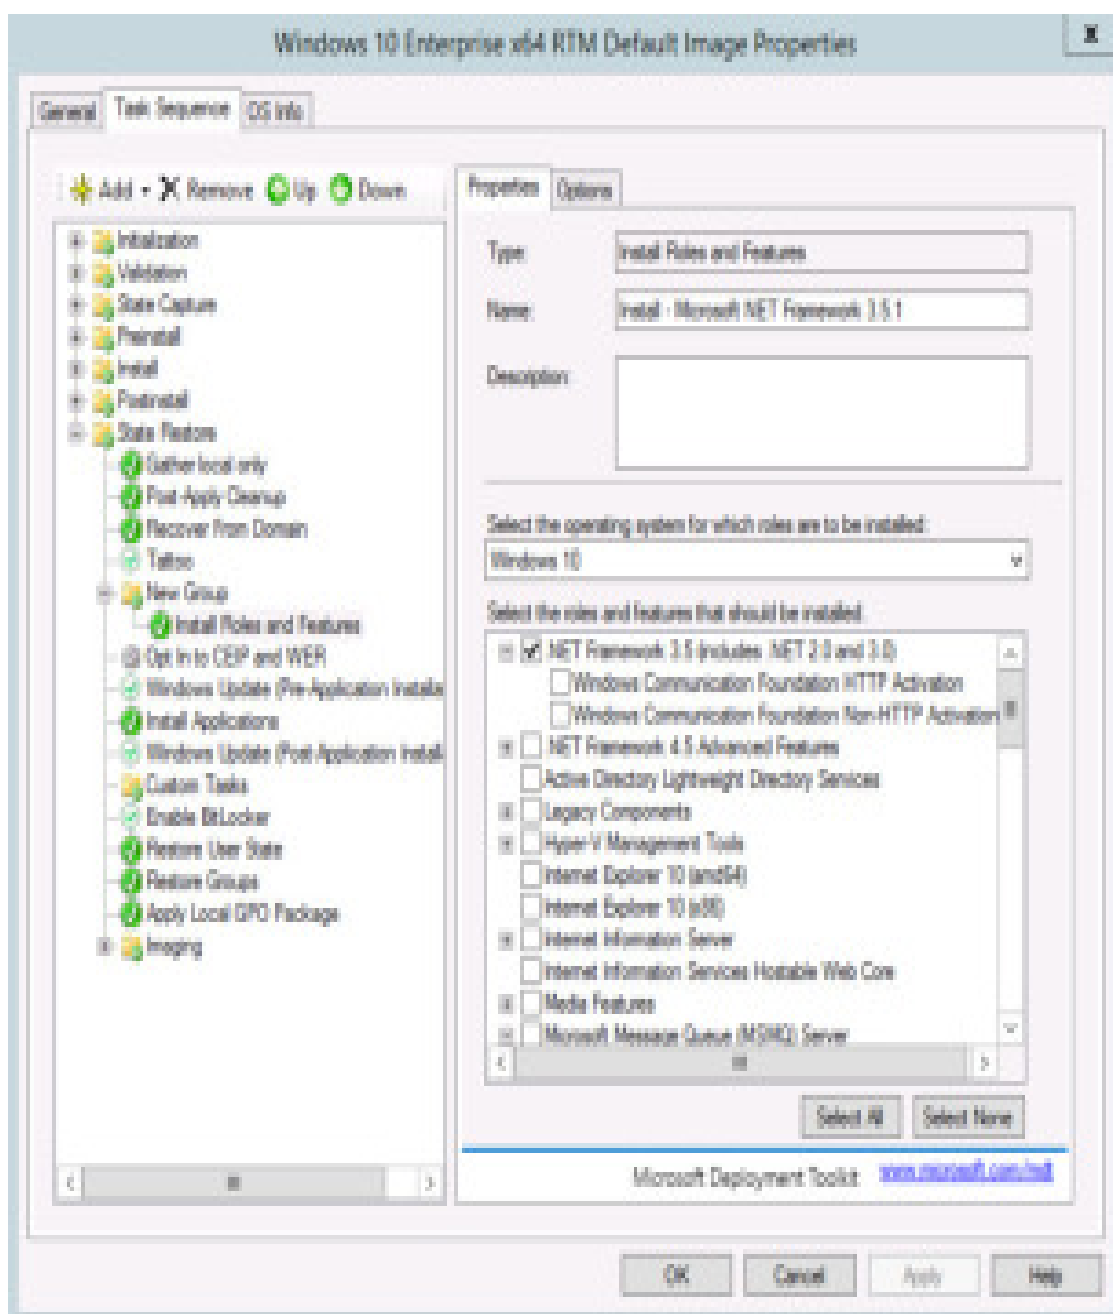 Windows 10 Enterprise x64 RTM Default Image Properties
X
General
Task Sequence
OS Info
Add
Remove
Up
Down
Initialization
Validation
State Capture
Preinstall
Install
Postinstall
State Restore
Gather local only
Post-Apply Cleanup
Recover From Domain
Tattoo
New Group
Install Roles and Features
Opt In to CEIP and WER
Windows Update (Pre-Application Installa
Install Applications
Windows Update (Post-Application Install
Custom Tasks
Enable BitLocker
Restore User State
Restore Groups
Apply Local GPO Package
Imaging
Properties
Options
Type:
Install Roles and Features
Name:
Install - Microsoft NET Framework 3.5.1
Description:
Select the operating system for which roles are to be installed:
Windows 10
Select the roles and features that should be installed:
.NET Framework 3.5 (includes .NET 2.0 and 3.0)
Windows Communication Foundation HTTP Activation
Windows Communication Foundation Non-HTTP Activation
.NET Framework 4.5 Advanced Features
Active Directory Lightweight Directory Services
Legacy Components
Hyper-V Management Tools
Internet Explorer 10 (amd64)
Internet Explorer 10 (x86)
Internet Information Server
Internet Information Services Hostable Web Core
Media Features
Microsoft Message Queue (MSMQ) Server
Select All
Select None
Microsoft Deployment Toolkit
www.microsoft.com/mdt
OK
Cancel
Apply
Help